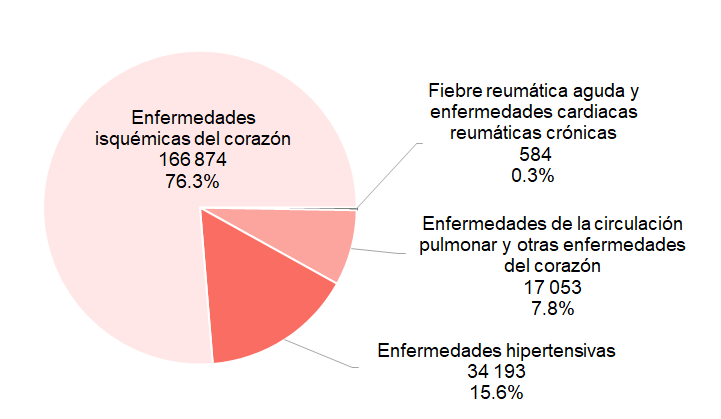 Enfermedades
isquémicas del corazón
166 874
76.3%
Fiebre reumática aguda y
enfermedades cardiacas
reumáticas crónicas
584
0.3%
Enfermedades de la circulación
pulmonar y otras enfermedades
del corazón
17 053
7.8%
Enfermedades hipertensivas
34 193
15.6%